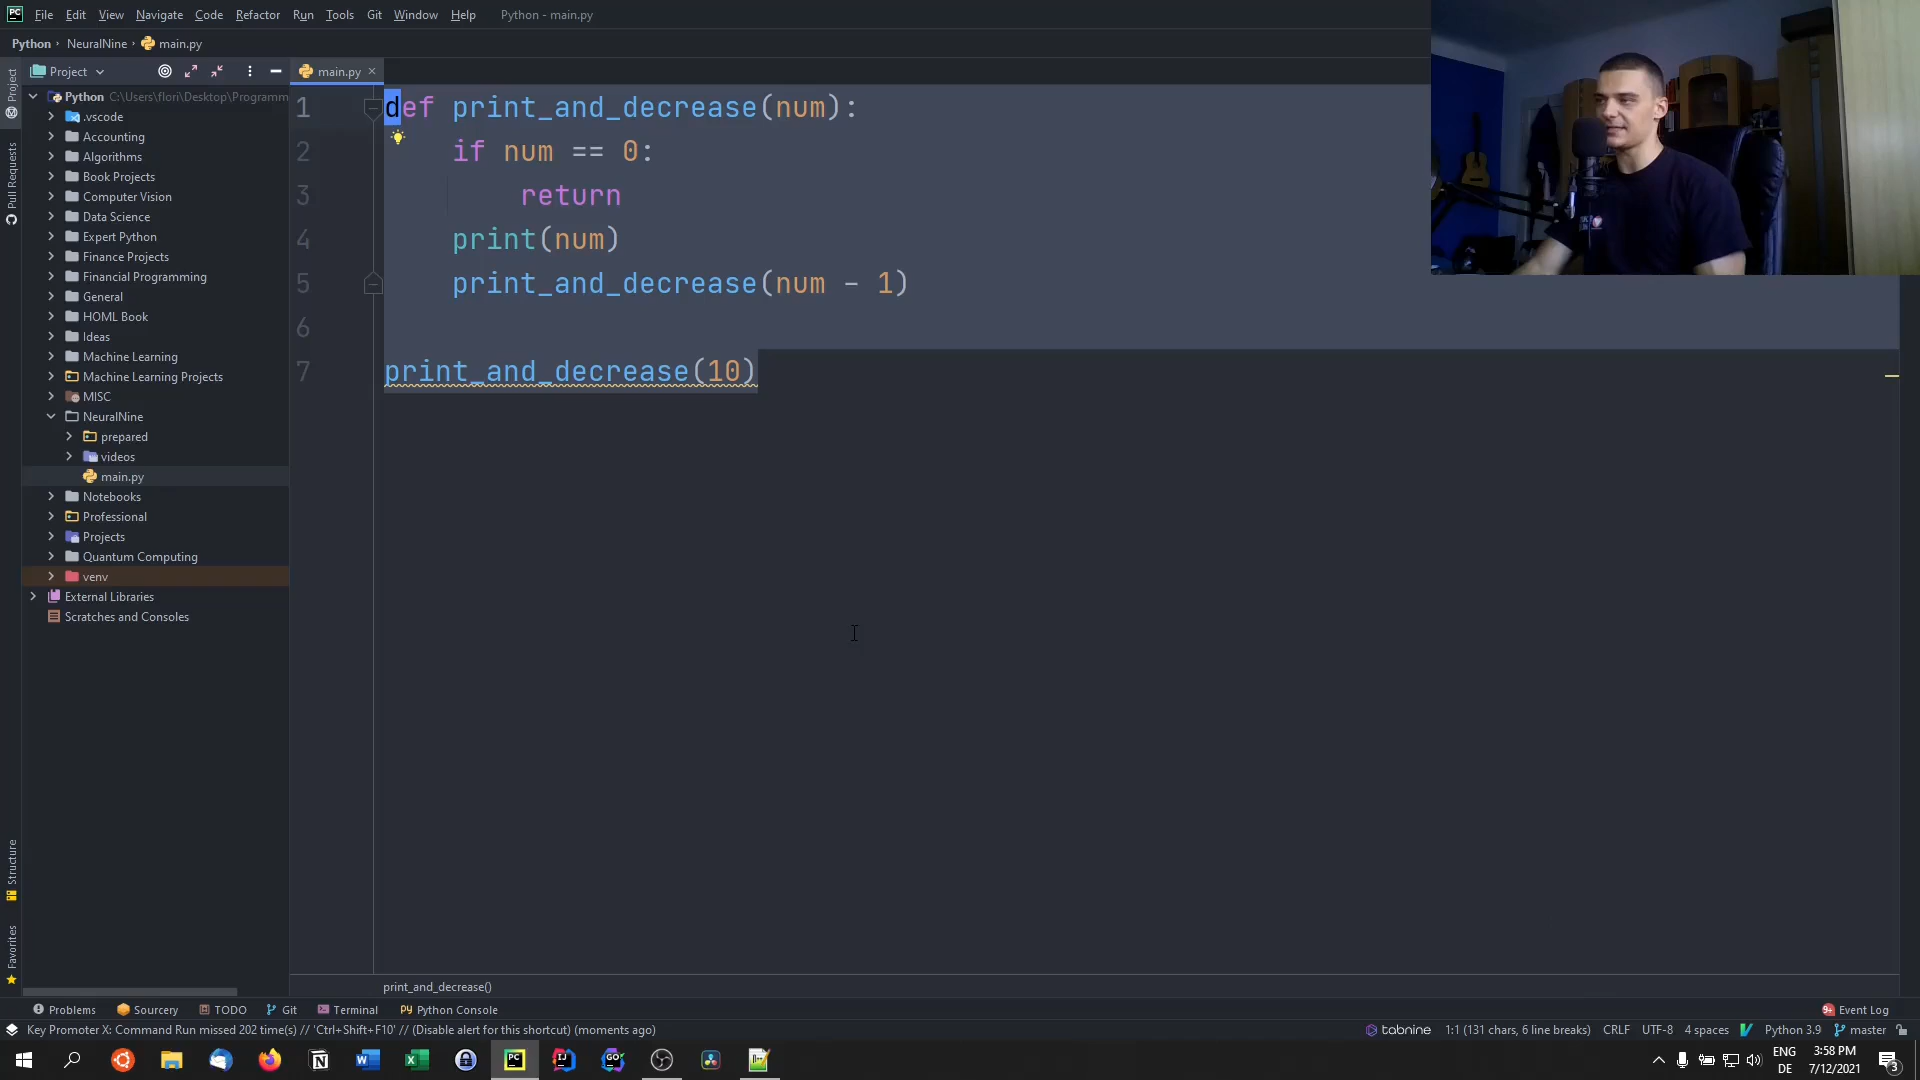 File Edit View Navigate Code Refactor Run Tools Git Window Help Python - main.py
Python NeuralNine main.py
Project main.py
Project
Pull Requests
Structure
Favorites
Python C:\Users\flori\Desktop\Programm
.vscode
Accounting
Algorithms
Book Projects
Computer Vision
Data Science
Expert Python
Finance Projects
Financial Programming
General
HOML Book
Ideas
Machine Learning
Machine Learning Projects
MISC
NeuralNine
prepared
videos
main.py
Notebooks
Professional
Projects
Quantum Computing
venv
External Libraries
Scratches and Consoles
1 def print_and_decrease(num):
2 if num == 0:
3 return
4 print(num)
5 print_and_decrease(num - 1)
6
7 print_and_decrease(10)
print_and_decrease()
Problems Sourcery TODO Git Terminal Python Console Event Log
Key Promoter X: Command Run missed 202 time(s) // 'Ctrl+Shift+F10' // (Disable alert for this shortcut) (moments ago) tabnine 1:1 (131 chars, 6 line breaks) CRLF UTF-8 4 spaces Python 3.9 master
ENG 3:58 PM
DE 7/12/2021 3